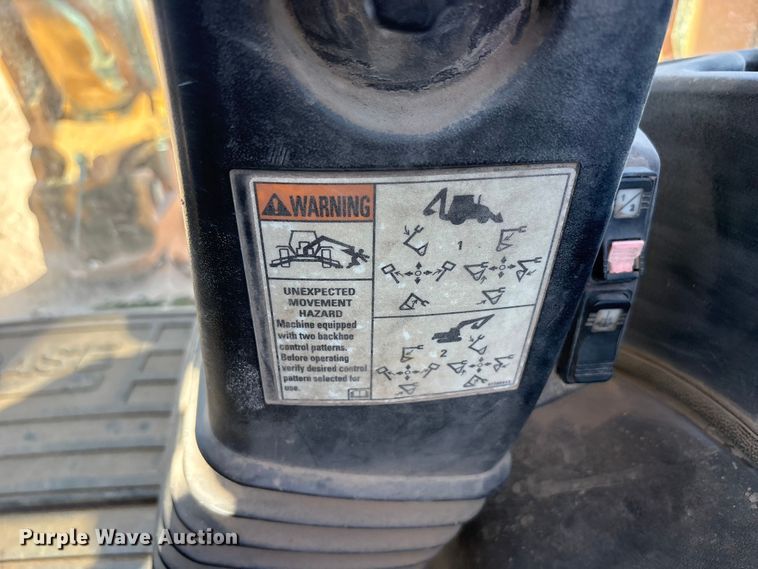 WARNING
UNEXPECTED
MOVEMENT
HAZARD
Machine equipped
with two backhoe
control patterns.
Before operating
verify desired control
pattern selected for
use.
1
2
Purple Wave Auction